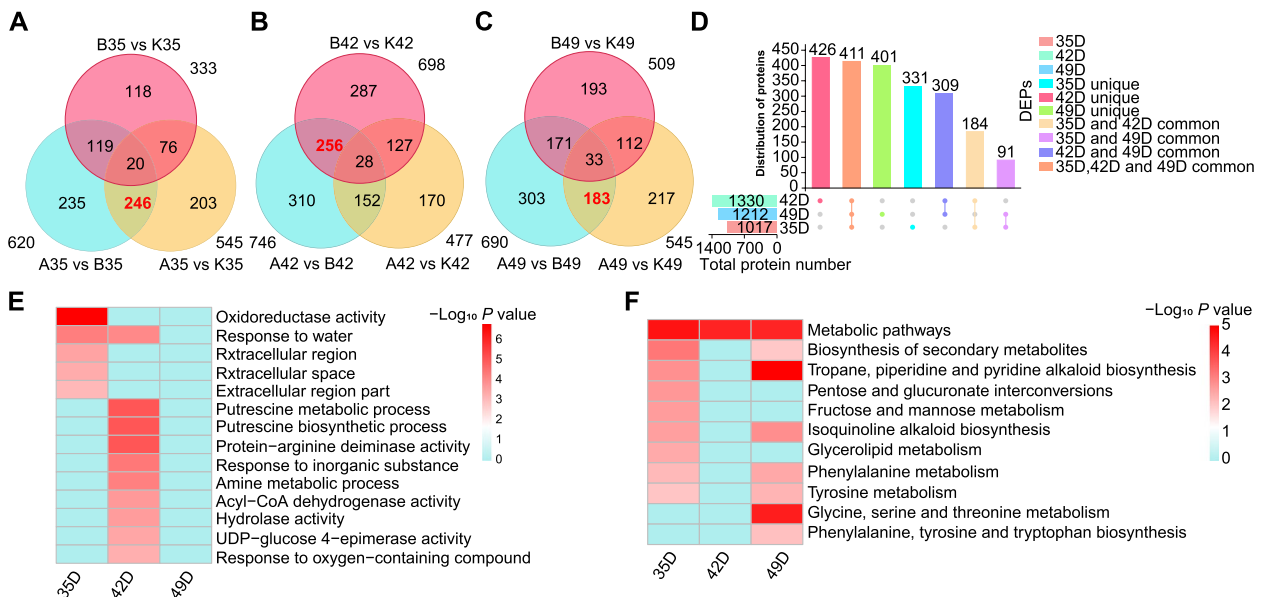 A
B35 vs K35
333
118
119
76
20
235
246
203
620
545
A35 vs B35
A35 vs K35
B
B42 vs K42
698
287
256
127
28
310
152
170
746
477
A42 vs B42
A42 vs K42
C
B49 vs K49
509
193
171
112
33
303
183
217
690
545
A49 vs B49
A49 vs K49
D
Distribution of proteins
450
400
350
300
250
200
150
100
50
0
426
411
401
331
309
184
91
1330
42D
1212
49D
1017
35D
1400
700
0
Total protein number
DEPs
35D
42D
49D
35D unique
42D unique
49D unique
35D and 42D common
35D and 49D common
42D and 49D common
35D,42D and 49D common
E
Oxidoreductase activity
Response to water
Rxtracellular region
Rxtracellular space
Extracellular region part
Putrescine metabolic process
Putrescine biosynthetic process
Protein−arginine deiminase activity
Response to inorganic substance
Amine metabolic process
Acyl−CoA dehydrogenase activity
Hydrolase activity
UDP−glucose 4−epimerase activity
Response to oxygen−containing compound
35D
42D
49D
−Log₁₀ P value
6
5
4
3
2
1
0
F
Metabolic pathways
Biosynthesis of secondary metabolites
Tropane, piperidine and pyridine alkaloid biosynthesis
Pentose and glucuronate interconversions
Fructose and mannose metabolism
Isoquinoline alkaloid biosynthesis
Glycerolipid metabolism
Phenylalanine metabolism
Tyrosine metabolism
Glycine, serine and threonine metabolism
Phenylalanine, tyrosine and tryptophan biosynthesis
35D
42D
49D
−Log₁₀ P value
5
4
3
2
1
0